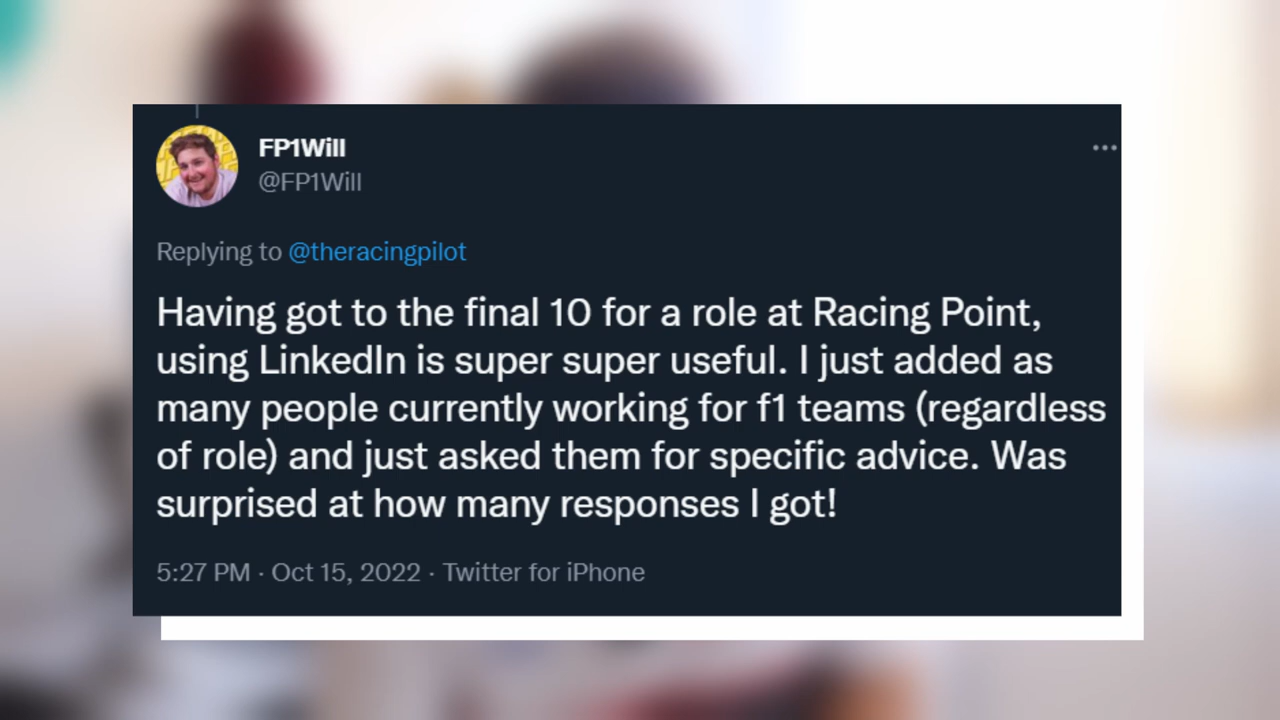 FP1Will
@FP1Will
Replying to @theracingpilot
Having got to the final 10 for a role at Racing Point,
using LinkedIn is super super useful. I just added as
many people currently working for f1 teams (regardless
of role) and just asked them for specific advice. Was
surprised at how many responses I got!
5:27 PM · Oct 15, 2022 · Twitter for iPhone